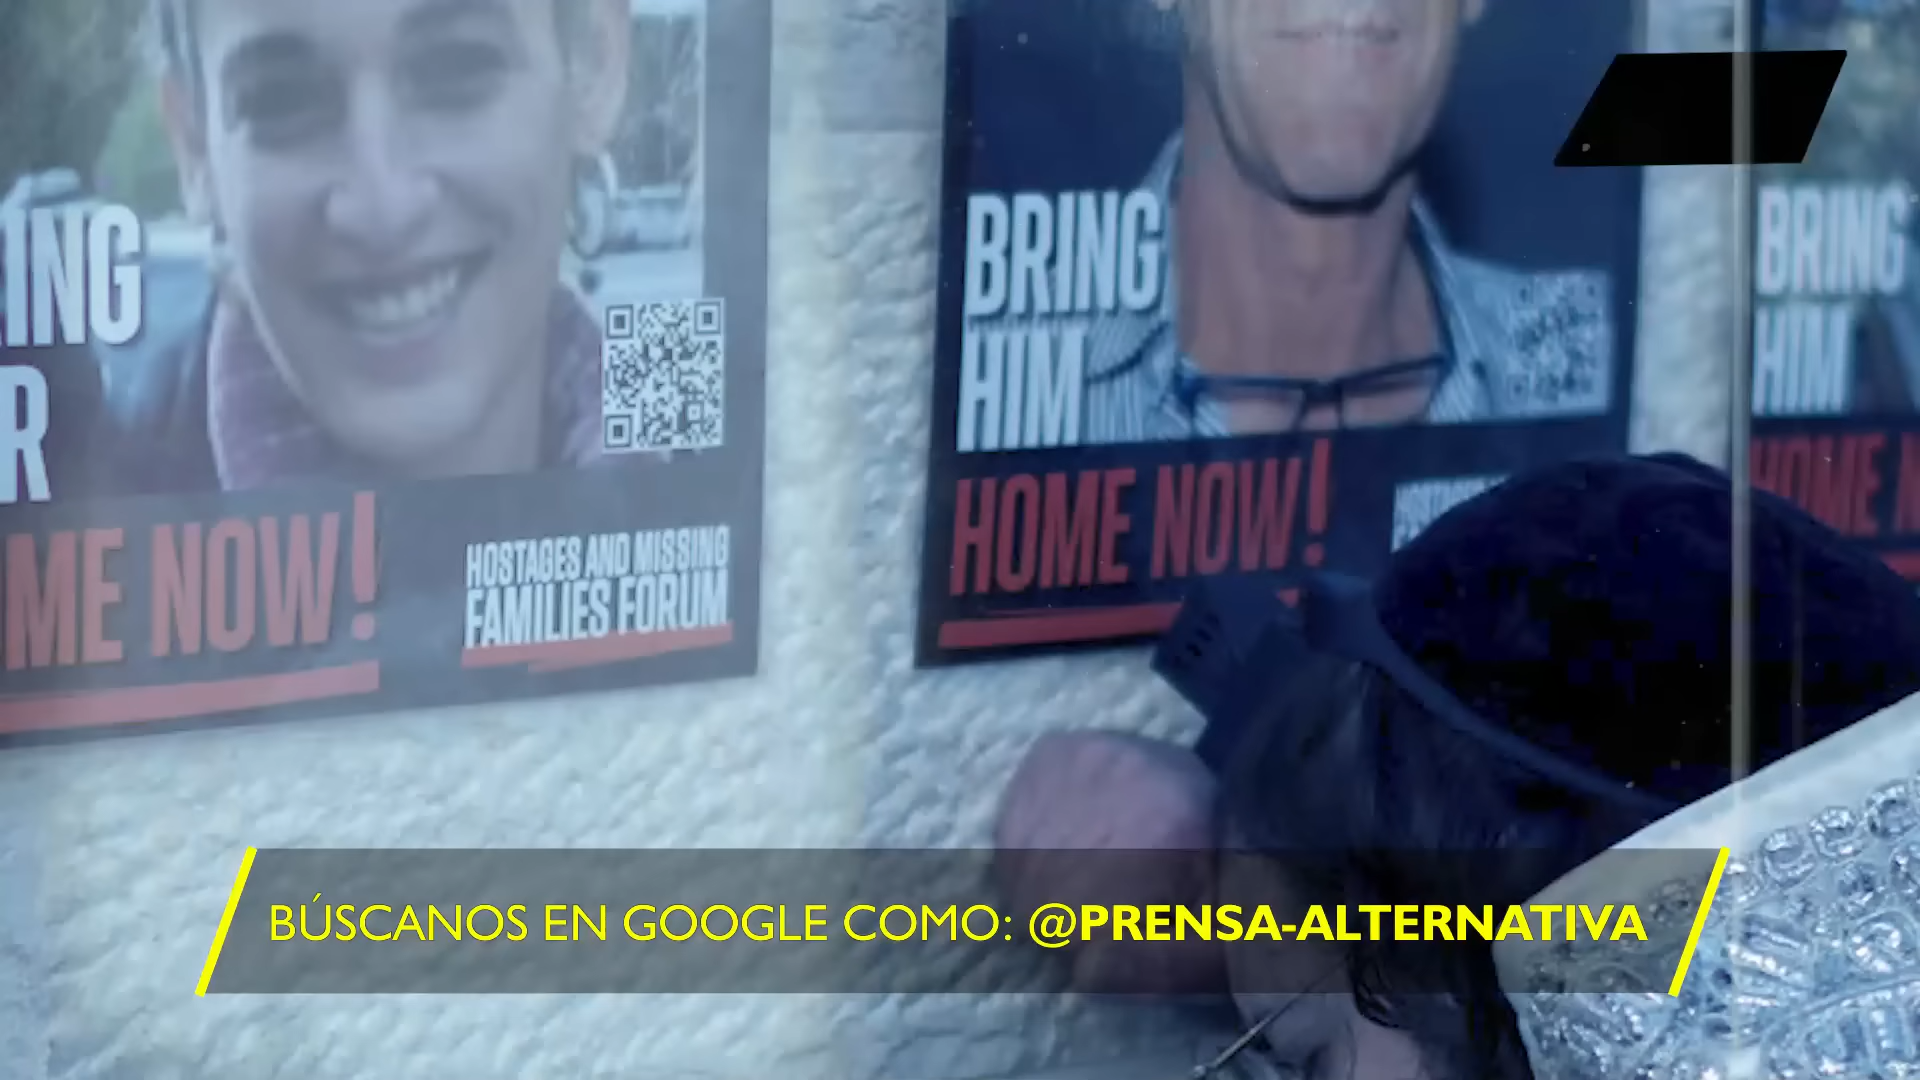 ING
R
ME NOW!
HOSTAGES AND MISSING
FAMILIES FORUM
BRING
HIM
HOME NOW!
BRING
HIM
HOME
BÚSCANOS EN GOOGLE COMO: @PRENSA-ALTERNATIVA